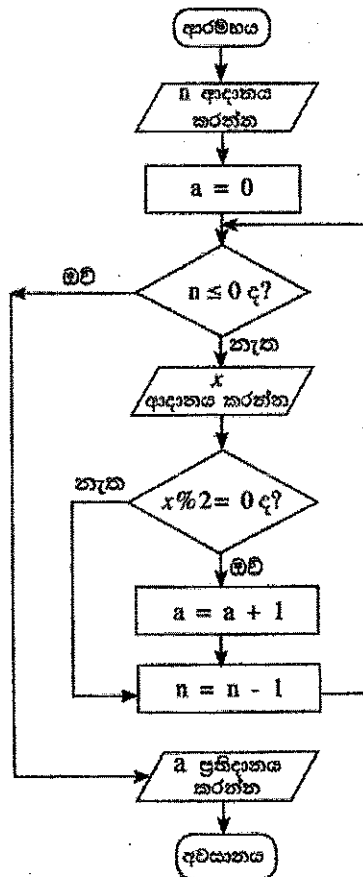 ආරම්භය
n ආදානය
කරන්න
a = 0
ඔව්
n ≤ 0 ද?
නැත
x
ආදානය කරන්න
නැත
x%2 = 0 ද?
ඔව්
a = a + 1
n = n - 1
a ප්‍රතිදානය
කරන්න
අවසානය